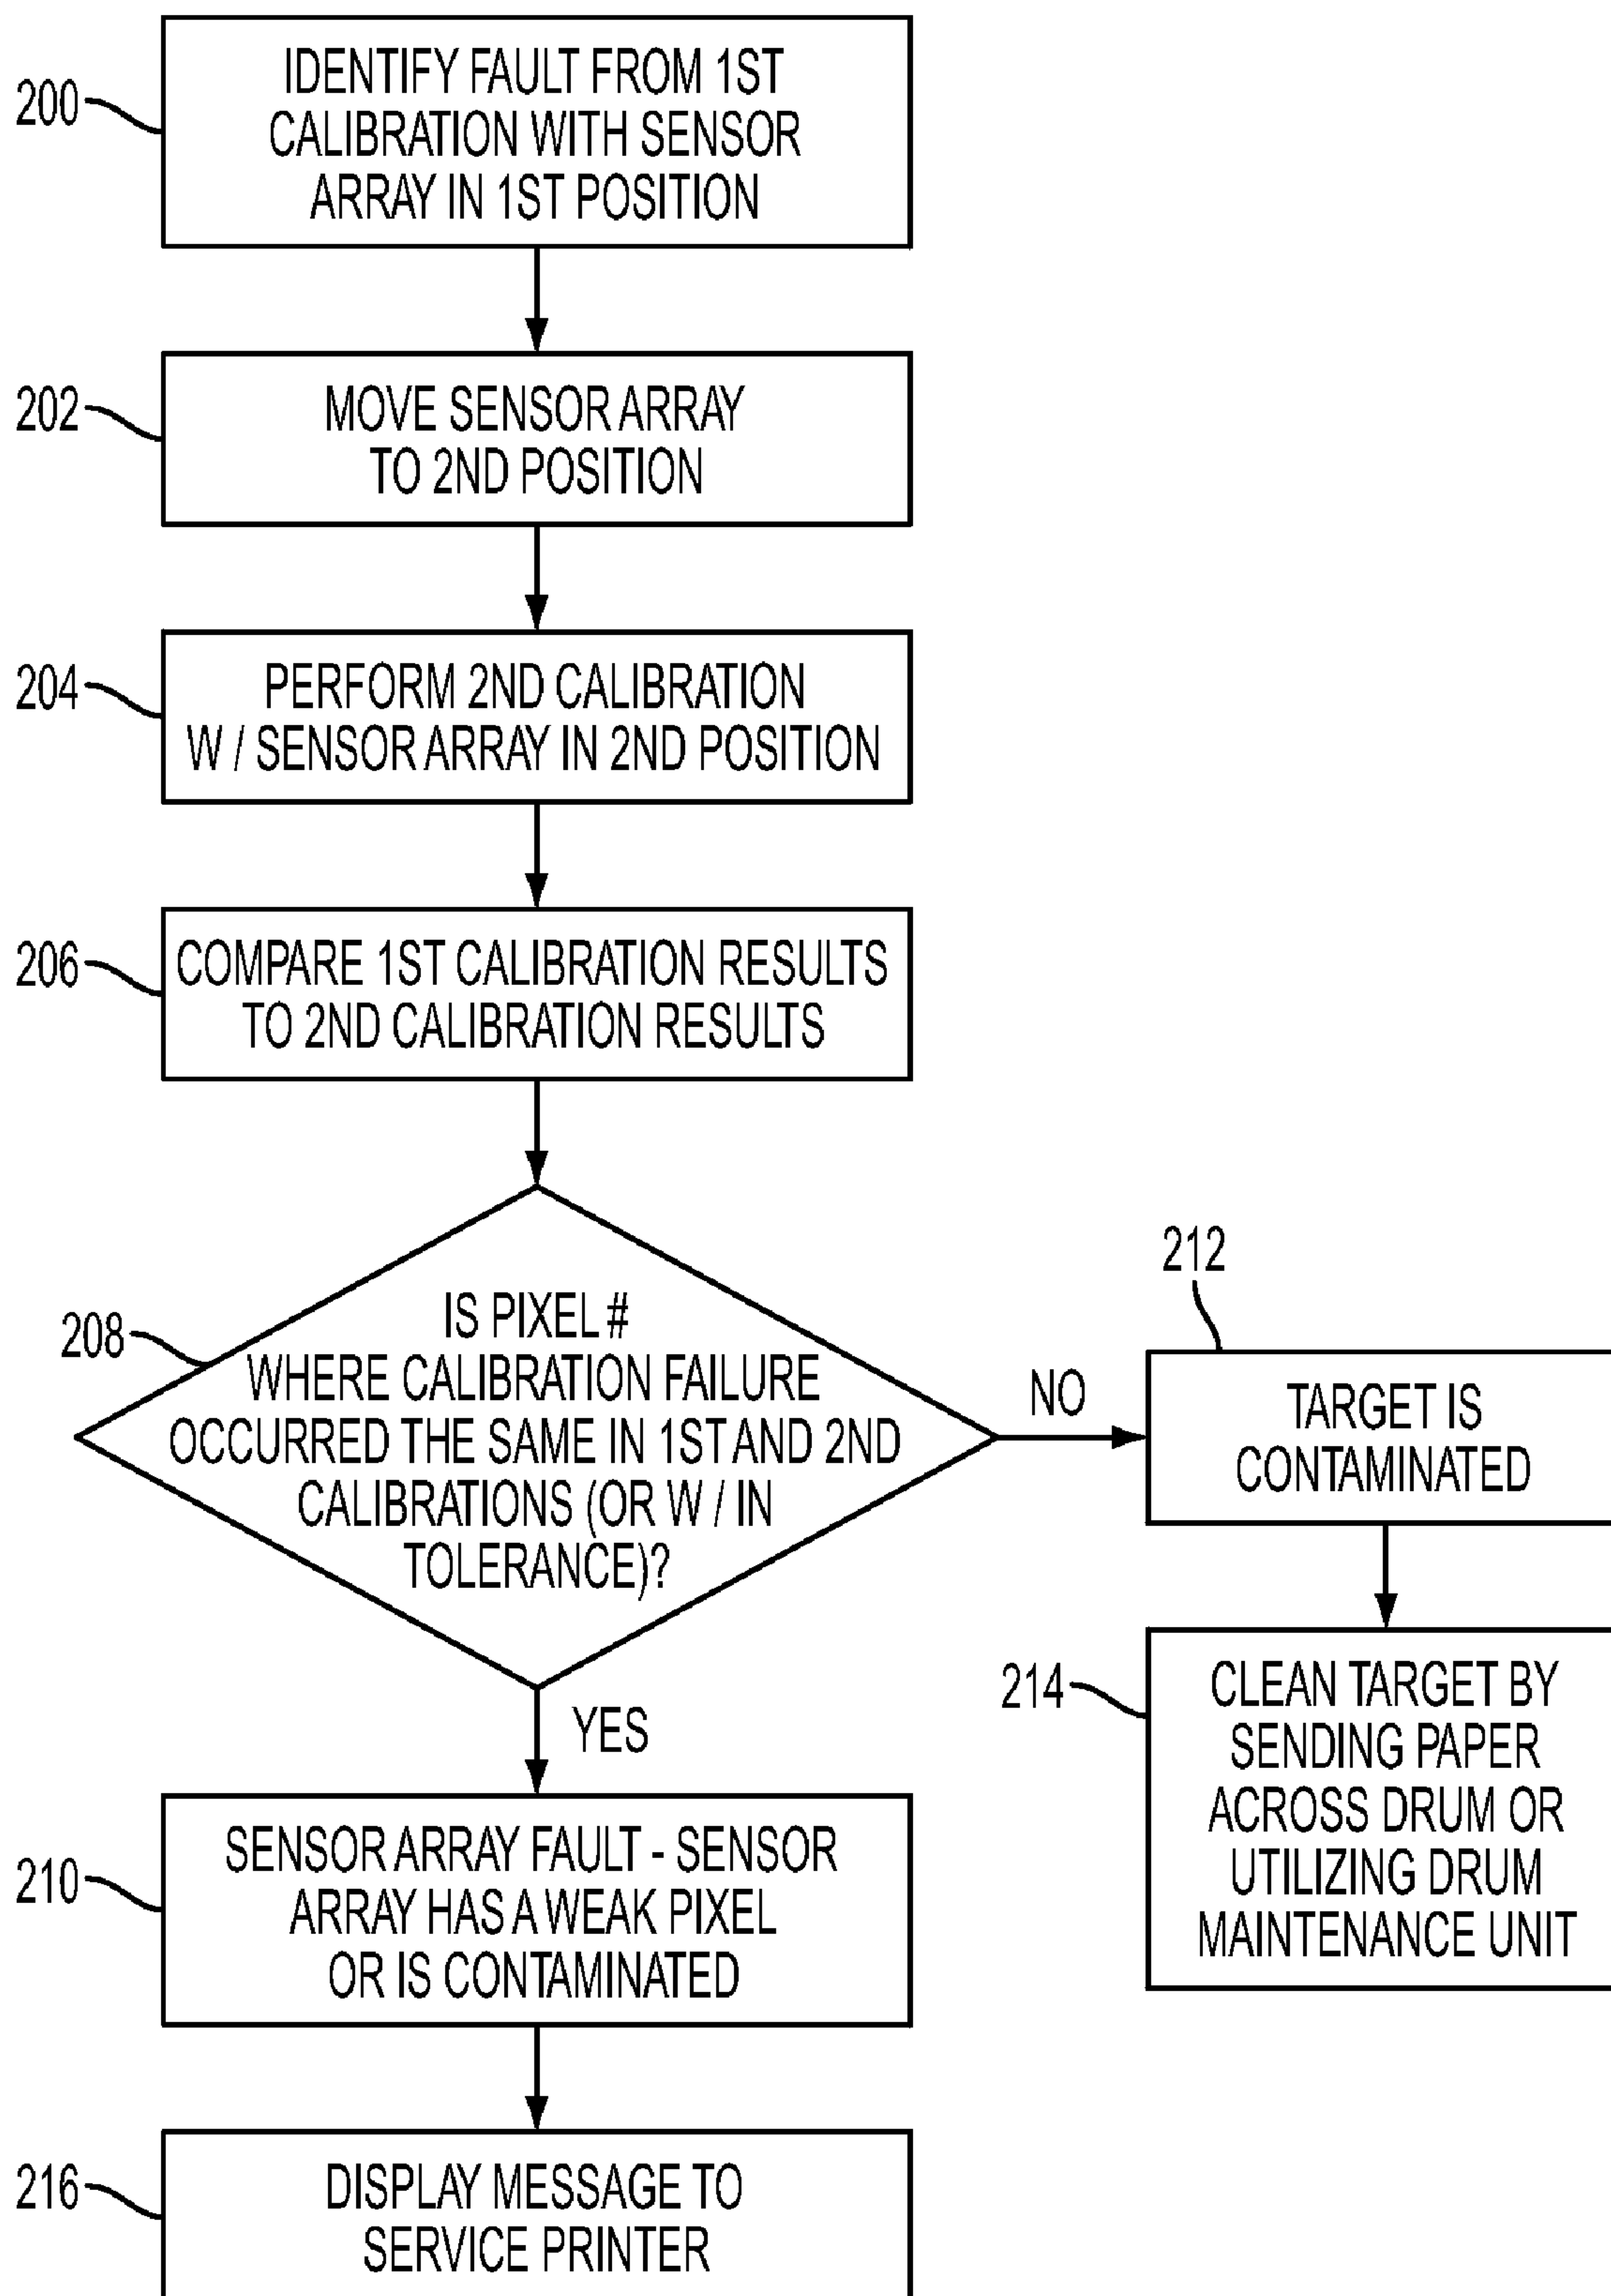 200
IDENTIFY FAULT FROM 1ST
CALIBRATION WITH SENSOR
ARRAY IN 1ST POSITION
202
MOVE SENSOR ARRAY
TO 2ND POSITION
204
PERFORM 2ND CALIBRATION
W / SENSOR ARRAY IN 2ND POSITION
206
COMPARE 1ST CALIBRATION RESULTS
TO 2ND CALIBRATION RESULTS
208
IS PIXEL #
WHERE CALIBRATION FAILURE
OCCURRED THE SAME IN 1ST AND 2ND
CALIBRATIONS (OR W / IN
TOLERANCE)?
NO
212
TARGET IS
CONTAMINATED
214
CLEAN TARGET BY
SENDING PAPER
ACROSS DRUM OR
UTILIZING DRUM
MAINTENANCE UNIT
YES
210
SENSOR ARRAY FAULT - SENSOR
ARRAY HAS A WEAK PIXEL
OR IS CONTAMINATED
216
DISPLAY MESSAGE TO
SERVICE PRINTER